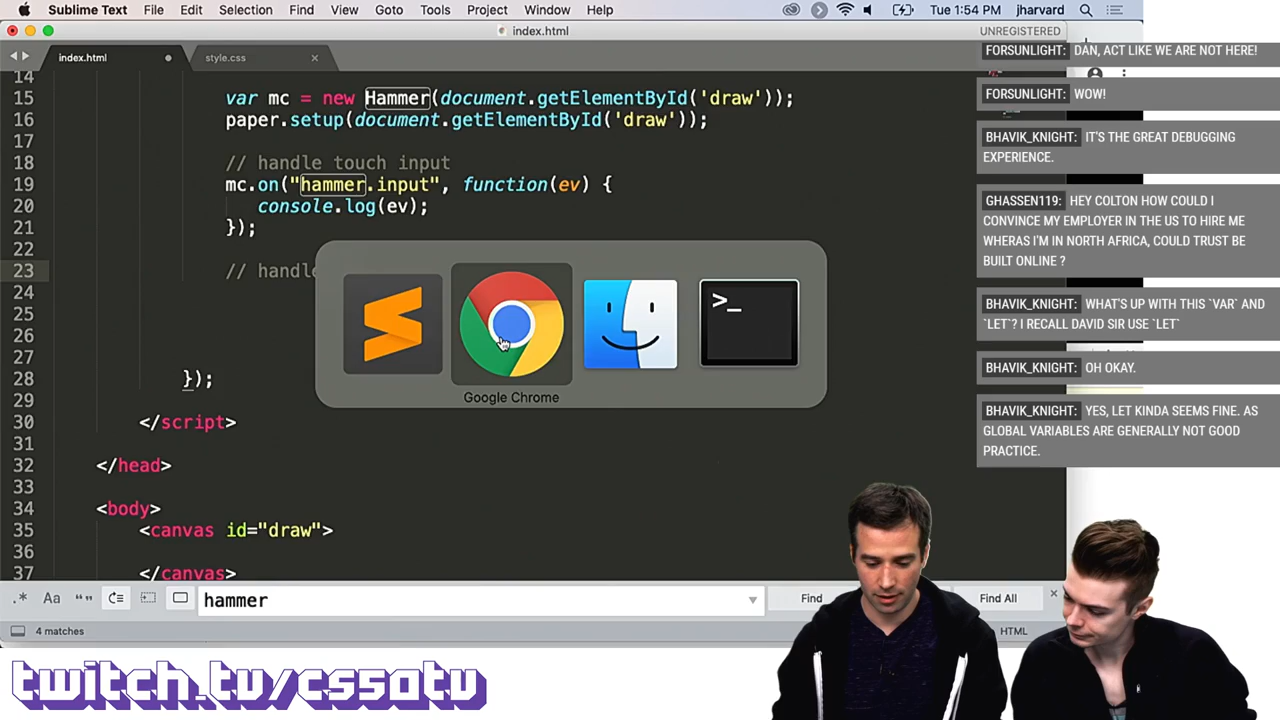 Sublime Text File Edit Selection Find View Goto Tools Project Window Help Tue 1:54 PM jharvard
index.html UNREGISTERED
index.html style.css
14
15 var mc = new Hammer(document.getElementById('draw'));
16 paper.setup(document.getElementById('draw'));
17
18 // handle touch input
19 mc.on("hammer.input", function(ev) {
20 console.log(ev);
21 });
22
23 // handl
24
25
26
27
28 });
29
30 </script>
31
32 </head>
33
34 <body>
35 <canvas id="draw">
36
37 </canvas>
>_
Google Chrome
.* Aa “” hammer Find Find All
4 matches HTML
FORSUNLIGHT: DAN, ACT LIKE WE ARE NOT HERE!
FORSUNLIGHT: WOW!
BHAVIK_KNIGHT: IT'S THE GREAT DEBUGGING
EXPERIENCE.
GHASSEN119: HEY COLTON HOW COULD I
CONVINCE MY EMPLOYER IN THE US TO HIRE ME
WHERAS I'M IN NORTH AFRICA, COULD TRUST BE
BUILT ONLINE ?
BHAVIK_KNIGHT: WHAT'S UP WITH THIS `VAR` AND
`LET`? I RECALL DAVID SIR USE `LET`
BHAVIK_KNIGHT: OH OKAY.
BHAVIK_KNIGHT: YES, LET KINDA SEEMS FINE. AS
GLOBAL VARIABLES ARE GENERALLY NOT GOOD
PRACTICE.
twitch.tv/cs50tv